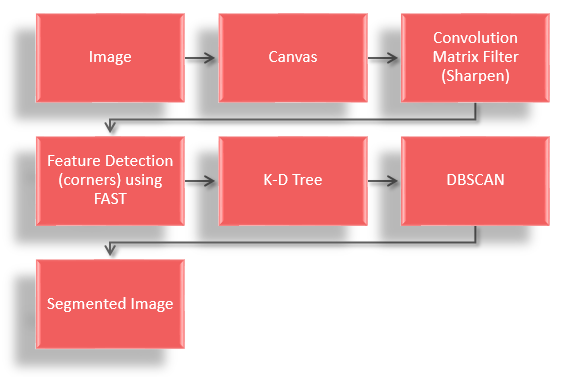 Image
Canvas
Convolution
Matrix Filter
(Sharpen)
Feature Detection
(corners) using
FAST
K-D Tree
DBSCAN
Segmented Image